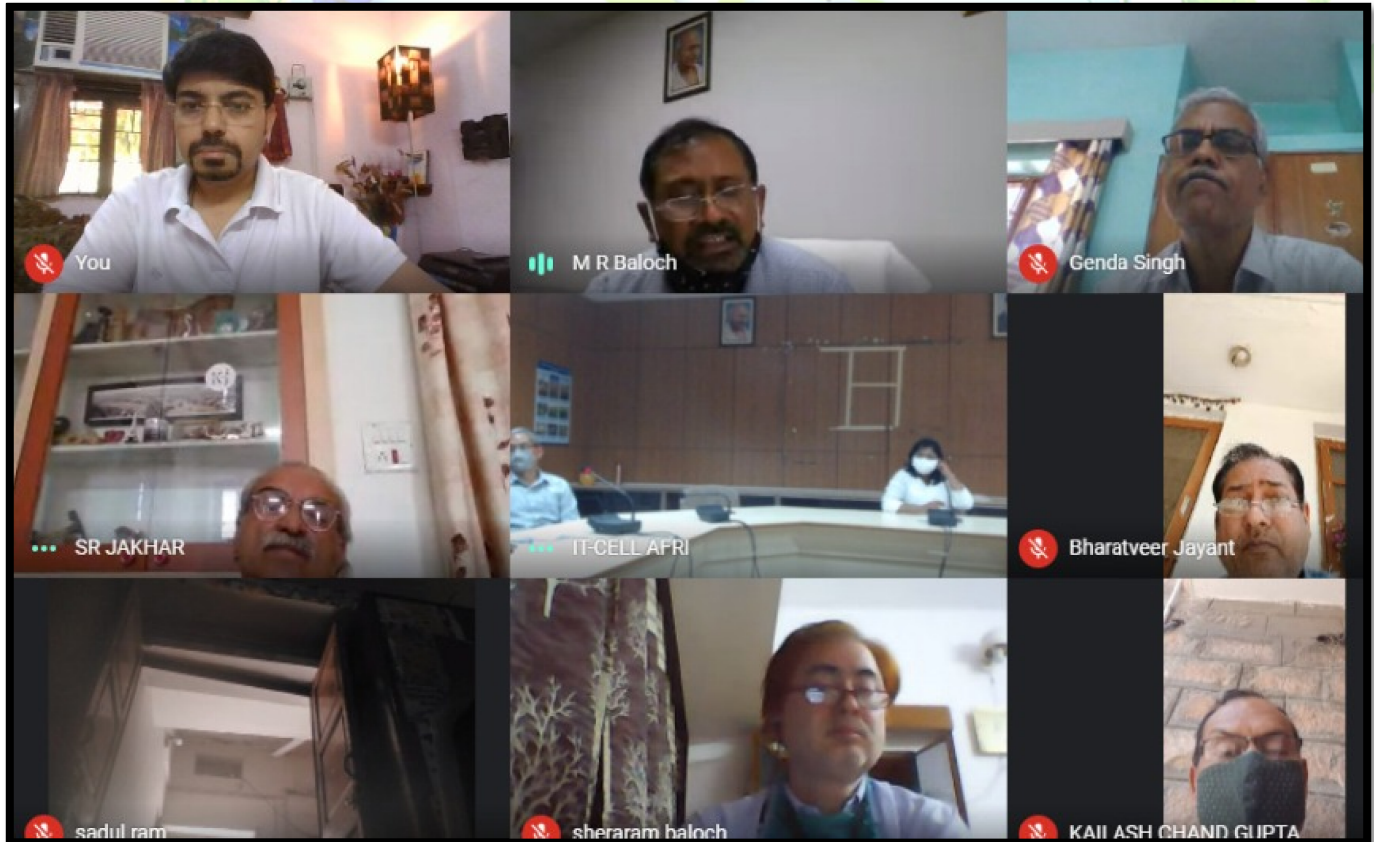 You
M R Baloch
Genda Singh
SR JAKHAR
IT-CELL AFRI
Bharatveer Jayant
sadul ram
sheraram baloch
KAILASH CHAND GUPTA